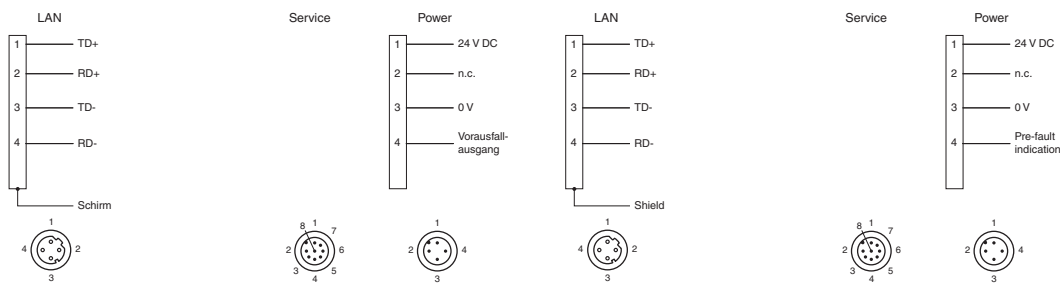 LAN
Service
Power
LAN
Service
Power
1 TD+
2 RD+
3 TD-
4 RD-
Schirm
1 24 V DC
2 n.c.
3 0 V
4 Vorausfall-
ausgang
1 TD+
2 RD+
3 TD-
4 RD-
Shield
1 24 V DC
2 n.c.
3 0 V
4 Pre-fault
indication
1
4 2
3
8 1 7
2 6
3 4 5
1
2 4
3
1
4 2
3
8 1 7
2 6
3 4 5
1
2 4
3